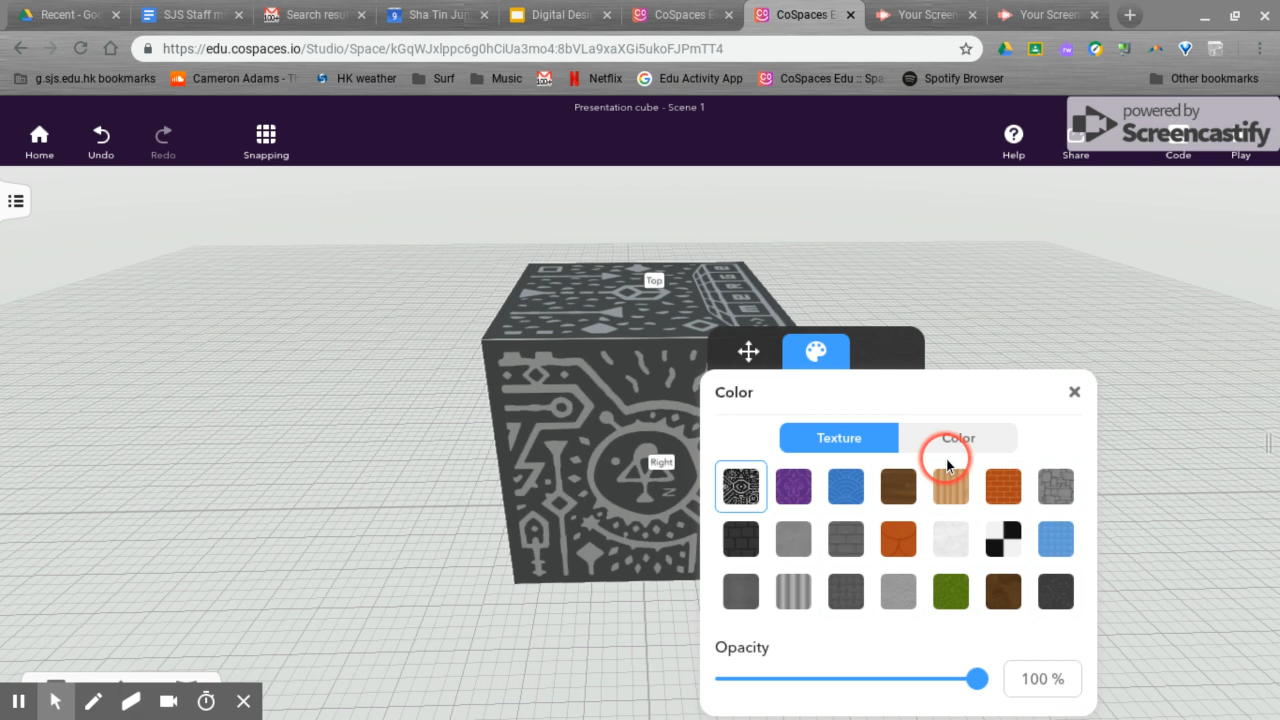 Recent - Goo
SJS Staff m
Search resu
Sha Tin Jun
Digital Desi
CoSpaces E
CoSpaces E
Your Screen
Your Screen
https://edu.cospaces.io/Studio/Space/kGqWJxlppc6g0hCiUa3mo4:8bVLa9xaXGi5ukoFJPmTT4
g.sjs.edu.hk bookmarks
Cameron Adams - Th
HK weather
Surf
Music
Netflix
Edu Activity App
CoSpaces Edu :: Spa
Spotify Browser
Other bookmarks
Presentation cube - Scene 1
powered by
Screencastify
Home
Undo
Redo
Snapping
Help
Share
Code
Play
Top
Right
Color
Texture
Color
Opacity
100 %